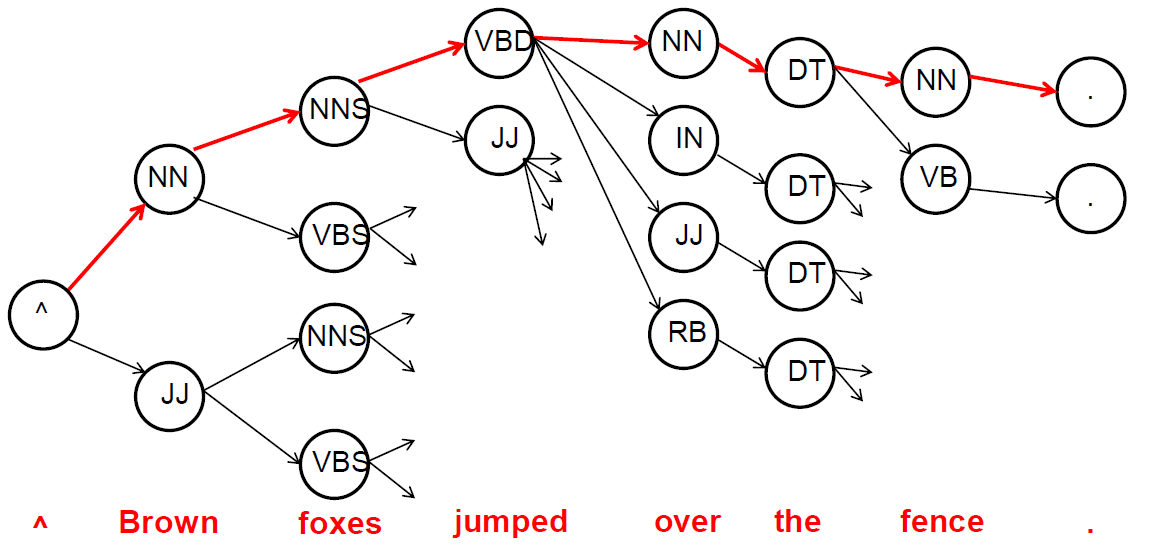 VBD NN
DT NN .
NNS
JJ IN
NN DT VB .
VBS JJ
DT
^ NNS RB
DT
JJ
VBS
^ Brown foxes jumped over the fence .